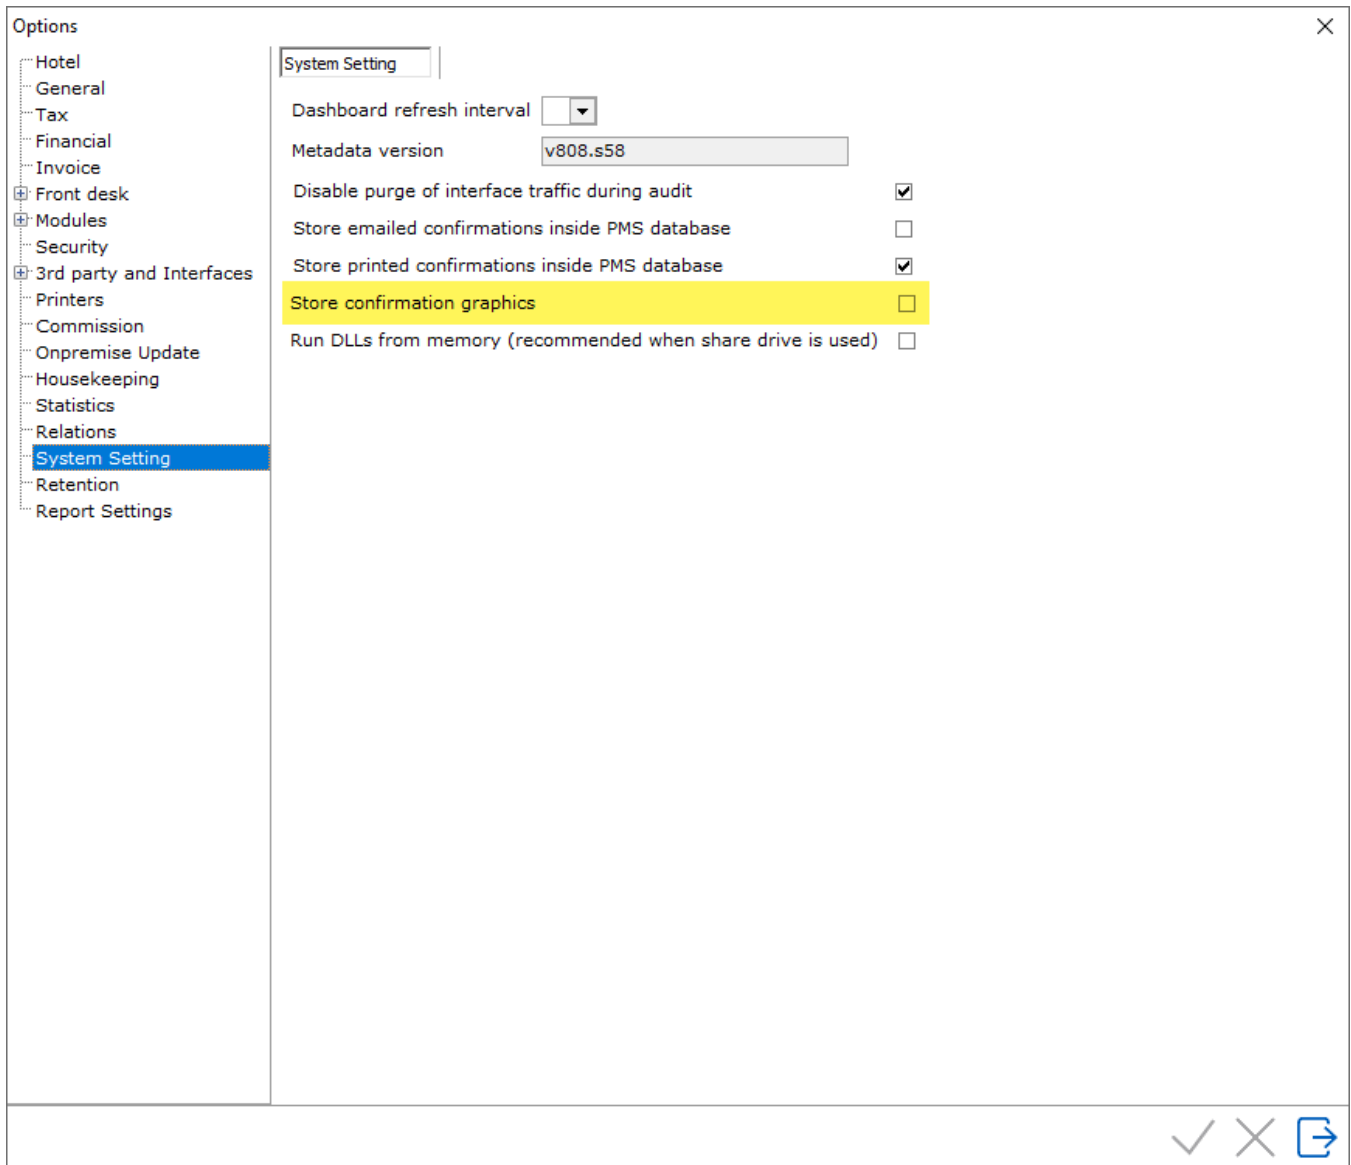 Options
Hotel
General
Tax
Financial
Invoice
Front desk
Modules
Security
3rd party and Interfaces
Printers
Commission
Onpremise Update
Housekeeping
Statistics
Relations
System Setting
Retention
Report Settings
System Setting
Dashboard refresh interval
Metadata version v808.s58
Disable purge of interface traffic during audit
Store emailed confirmations inside PMS database
Store printed confirmations inside PMS database
Store confirmation graphics
Run DLLs from memory (recommended when share drive is used)